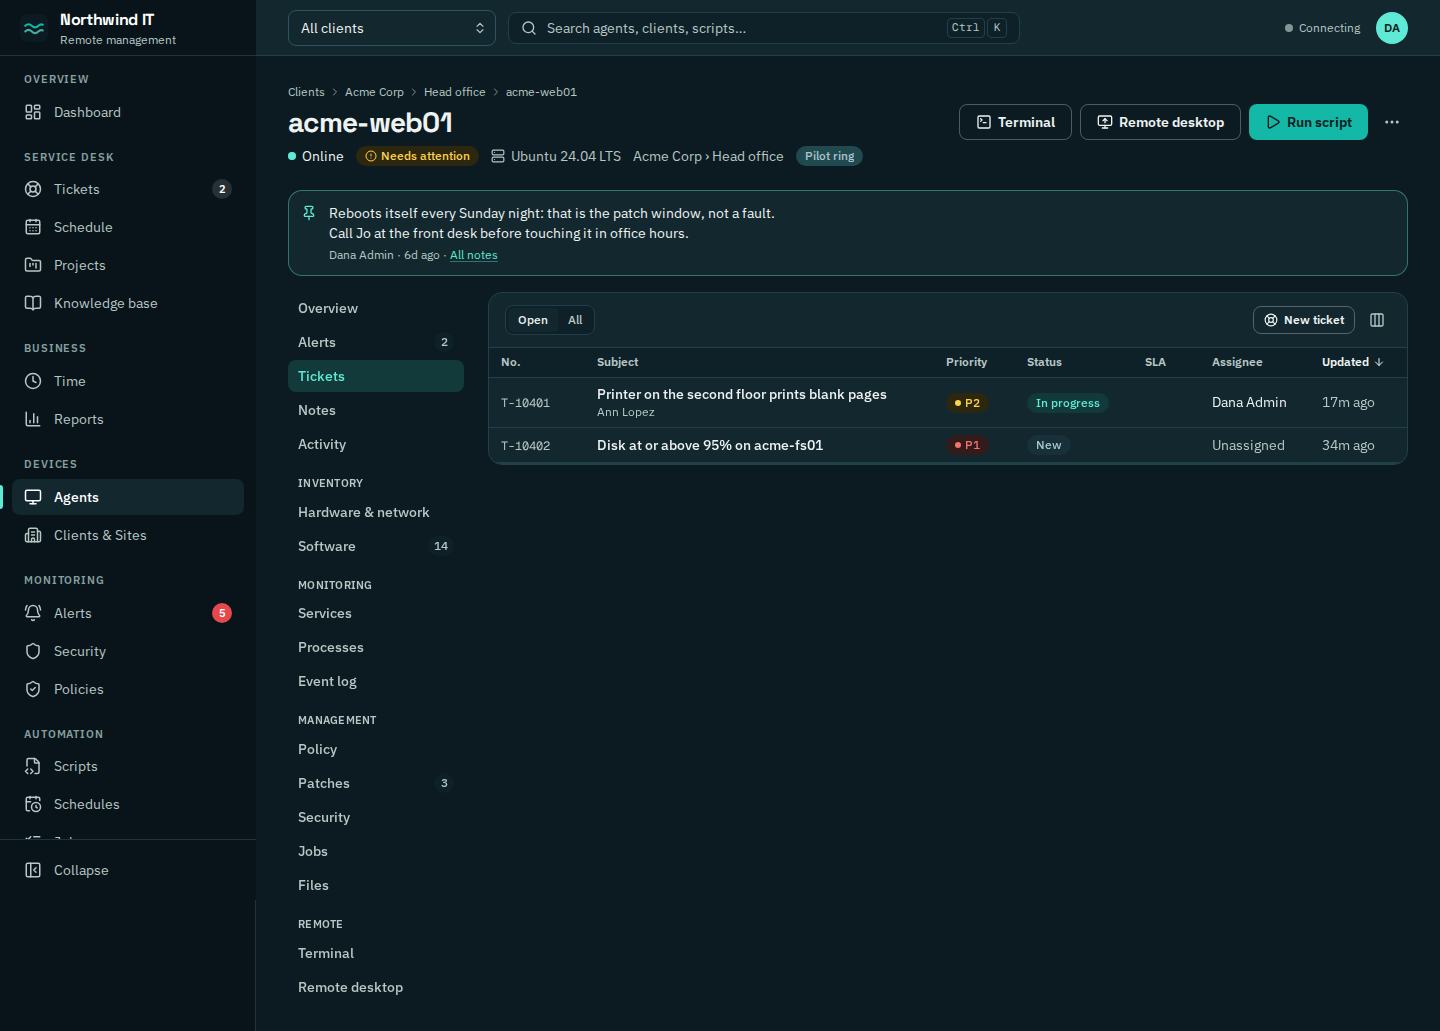 Northwind IT
Remote management
All clients
Search agents, clients, scripts...
Ctrl K
Connecting
DA
OVERVIEW
Dashboard
SERVICE DESK
Tickets 2
Schedule
Projects
Knowledge base
BUSINESS
Time
Reports
DEVICES
Agents
Clients & Sites
MONITORING
Alerts 5
Security
Policies
AUTOMATION
Scripts
Schedules
Collapse
Clients > Acme Corp > Head office > acme-web01
acme-web01
Terminal
Remote desktop
Run script
Online
Needs attention
Ubuntu 24.04 LTS
Acme Corp › Head office
Pilot ring
Reboots itself every Sunday night: that is the patch window, not a fault.
Call Jo at the front desk before touching it in office hours.
Dana Admin · 6d ago · All notes
Overview
Alerts 2
Tickets
Notes
Activity
INVENTORY
Hardware & network
Software 14
MONITORING
Services
Processes
Event log
MANAGEMENT
Policy
Patches 3
Security
Jobs
Files
REMOTE
Terminal
Remote desktop
Open All
New ticket
No. Subject Priority Status SLA Assignee Updated ↓
T-10401 Printer on the second floor prints blank pages P2 In progress Dana Admin 17m ago
Ann Lopez
T-10402 Disk at or above 95% on acme-fs01 P1 New Unassigned 34m ago